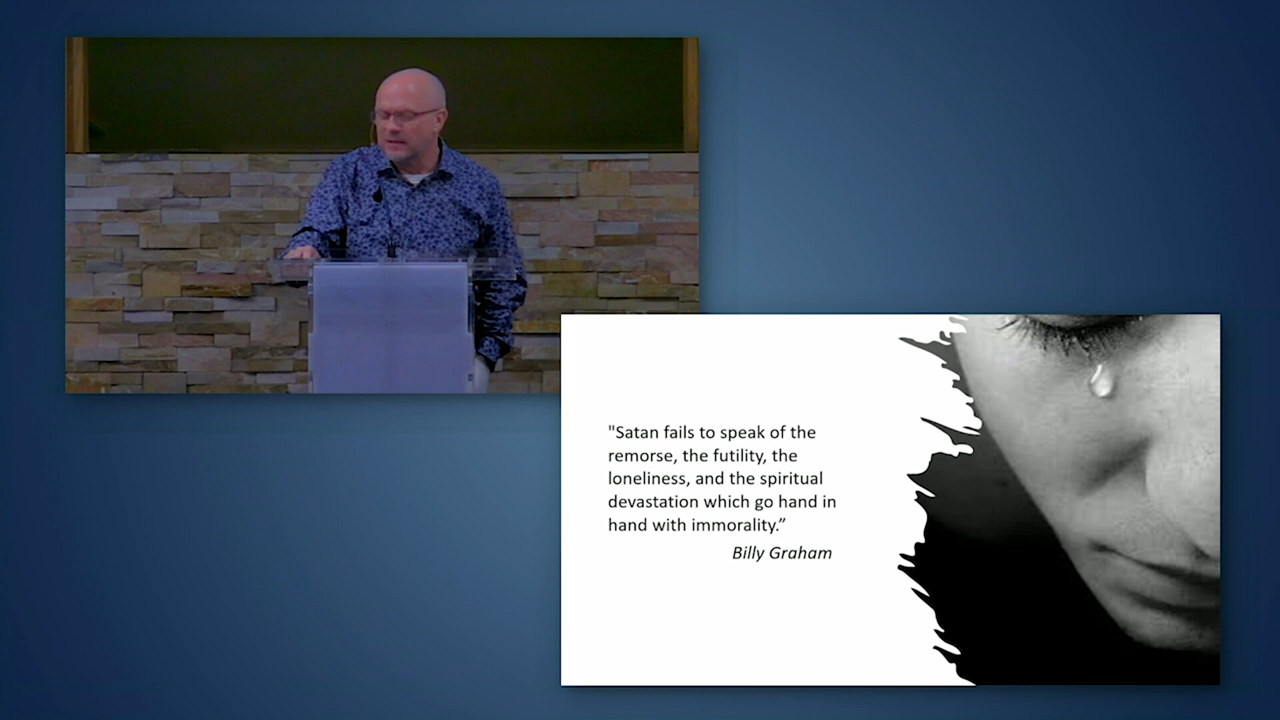 "Satan fails to speak of the
remorse, the futility, the
loneliness, and the spiritual
devastation which go hand in
hand with immorality.”
Billy Graham